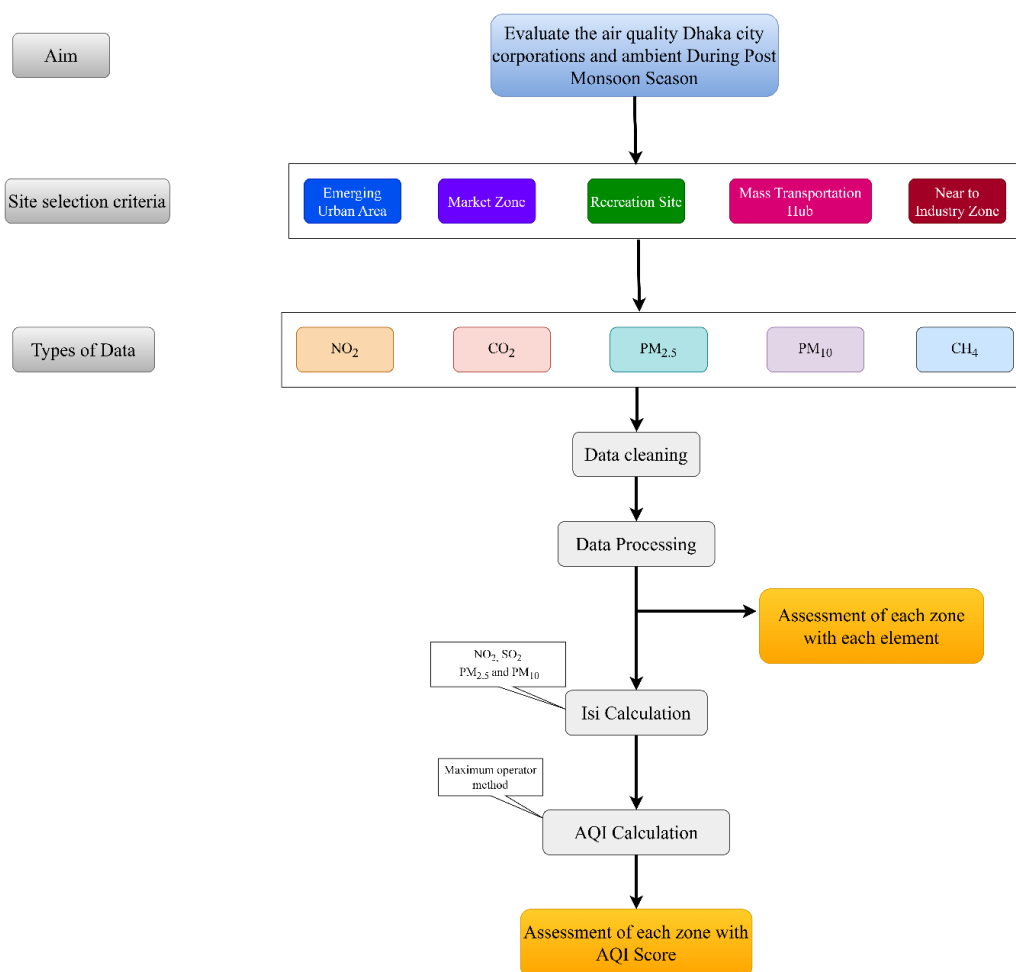 Aim
Evaluate the air quality Dhaka city
corporations and ambient During Post
Monsoon Season
Site selection criteria
Emerging
Urban Area
Market Zone
Recreation Site
Mass Transportation
Hub
Near to
Industry Zone
Types of Data
NO₂
CO₂
PM₂.₅
PM₁₀
CH₄
Data cleaning
Data Processing
Assessment of each zone
with each element
NO₂, SO₂
PM₂.₅ and PM₁₀
Isi Calculation
Maximum operator
method
AQI Calculation
Assessment of each zone with
AQI Score